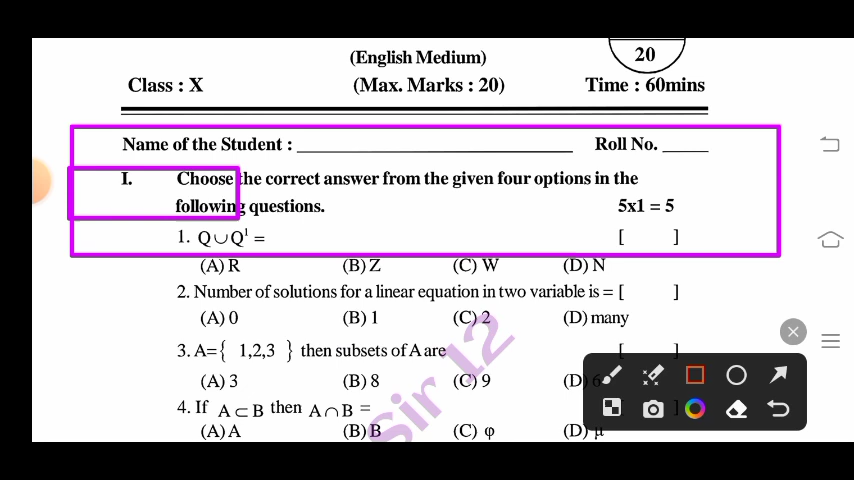 (English Medium)
20
Class : X (Max. Marks : 20) Time : 60mins
Name of the Student : ______ Roll No. _____
I. Choose the correct answer from the given four options in the
following questions. 5x1 = 5
1. Q∪Q¹ = [ ]
(A) R (B) Z (C) W (D) N
2. Number of solutions for a linear equation in two variable is = [ ]
(A) 0 (B) 1 (C) 2 (D) many
3. A={ 1,2,3 } then subsets of A are [ ]
(A) 3 (B) 8 (C) 9 (D) 6
4. If A⊂B then A∩B = ]
(A) A (B) B (C) φ (D) μ
Sir 12